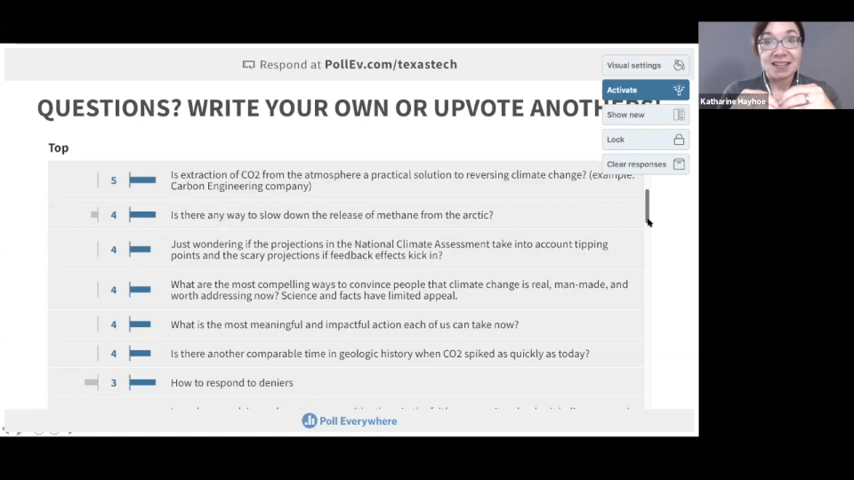 Respond at PollEv.com/texastech
Visual settings
Activate
Show new
Lock
Clear responses
Katharine Hayhoe
QUESTIONS? WRITE YOUR OWN OR UPVOTE ANOTHER!
Top
5 Is extraction of CO2 from the atmosphere a practical solution to reversing climate change? (example:
Carbon Engineering company)
4 Is there any way to slow down the release of methane from the arctic?
4 Just wondering if the projections in the National Climate Assessment take into account tipping
points and the scary projections if feedback effects kick in?
4 What are the most compelling ways to convince people that climate change is real, man-made, and
worth addressing now? Science and facts have limited appeal.
4 What is the most meaningful and impactful action each of us can take now?
4 Is there another comparable time in geologic history when CO2 spiked as quickly as today?
3 How to respond to deniers
Poll Everywhere